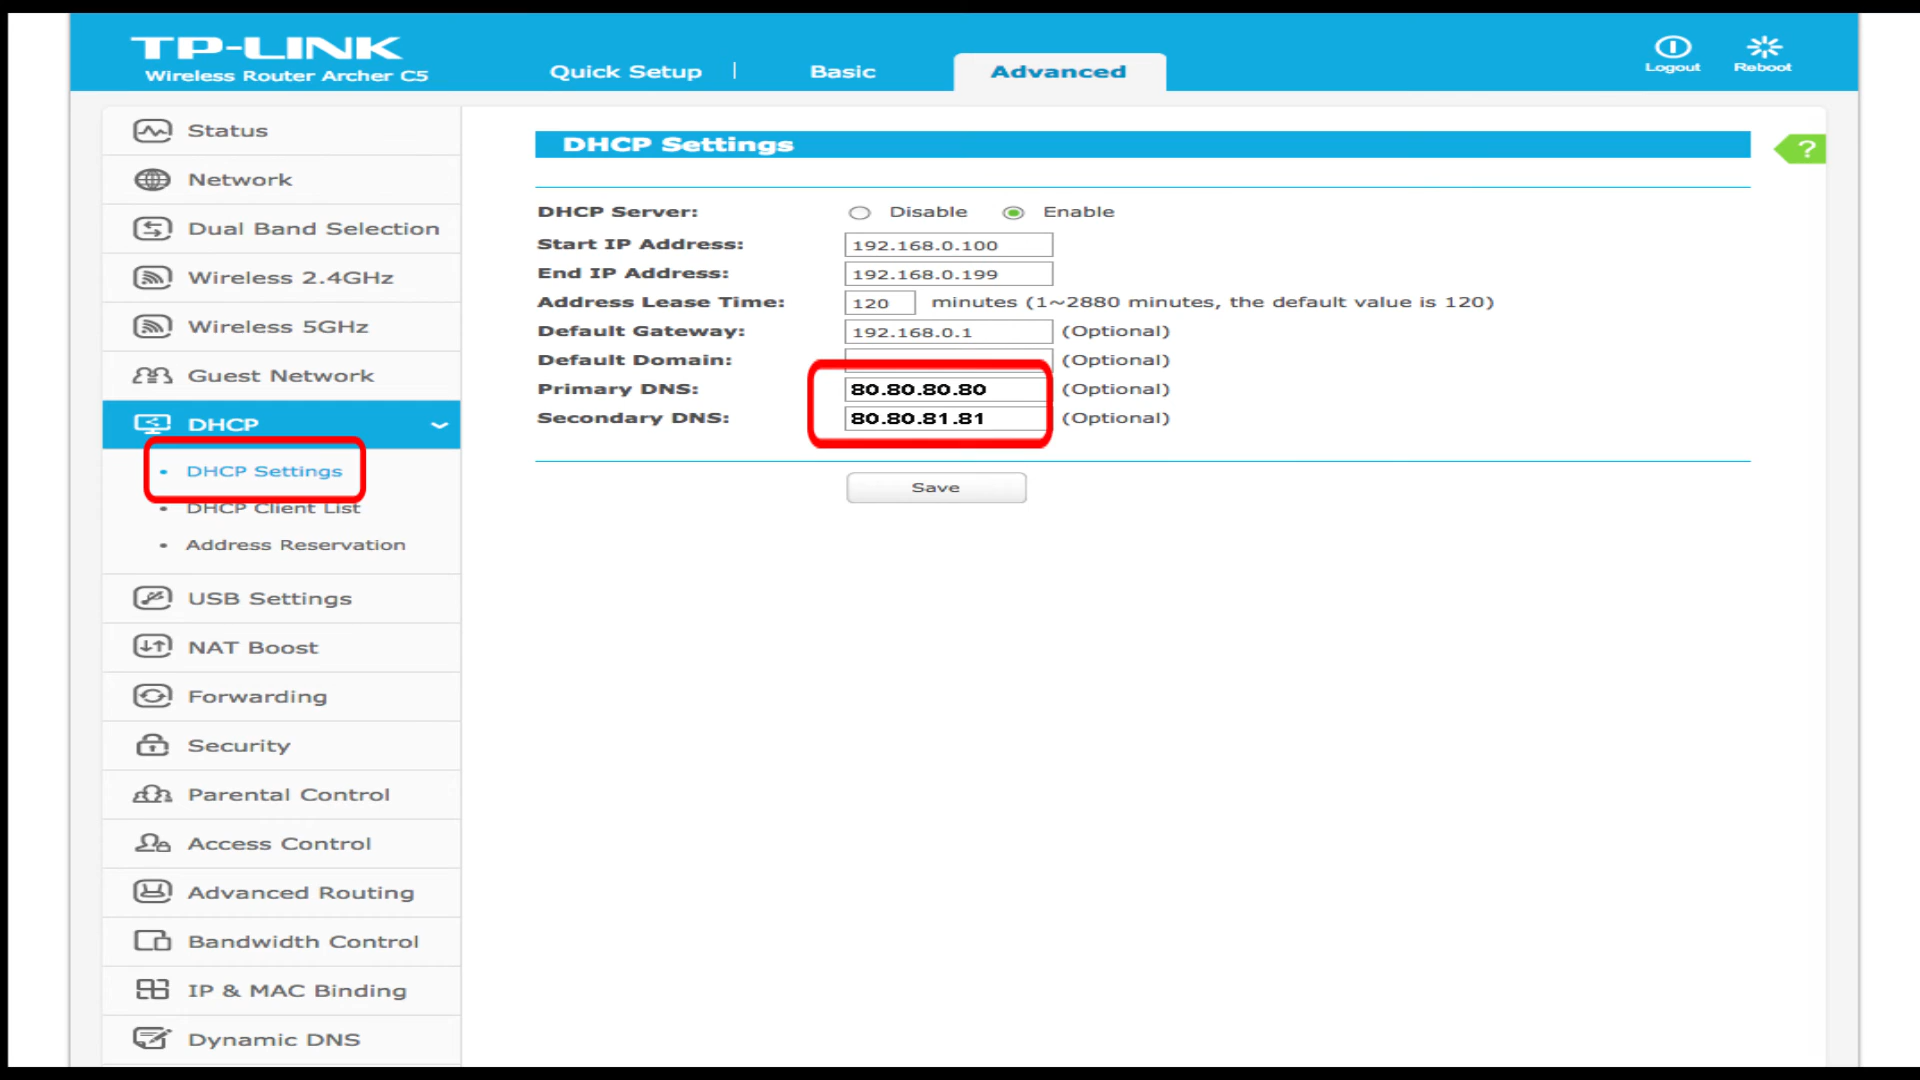 TP-LINK
Wireless Router Archer C5
Quick Setup | Basic
Advanced
Logout
Reboot
Status
Network
Dual Band Selection
Wireless 2.4GHz
Wireless 5GHz
Guest Network
DHCP
• DHCP Settings
• DHCP Client List
• Address Reservation
USB Settings
NAT Boost
Forwarding
Security
Parental Control
Access Control
Advanced Routing
Bandwidth Control
IP & MAC Binding
Dynamic DNS
DHCP Settings
?
DHCP Server: Disable Enable
Start IP Address: 192.168.0.100
End IP Address: 192.168.0.199
Address Lease Time: 120 minutes (1~2880 minutes, the default value is 120)
Default Gateway: 192.168.0.1 (Optional)
Default Domain: (Optional)
Primary DNS: 80.80.80.80 (Optional)
Secondary DNS: 80.80.81.81 (Optional)
Save